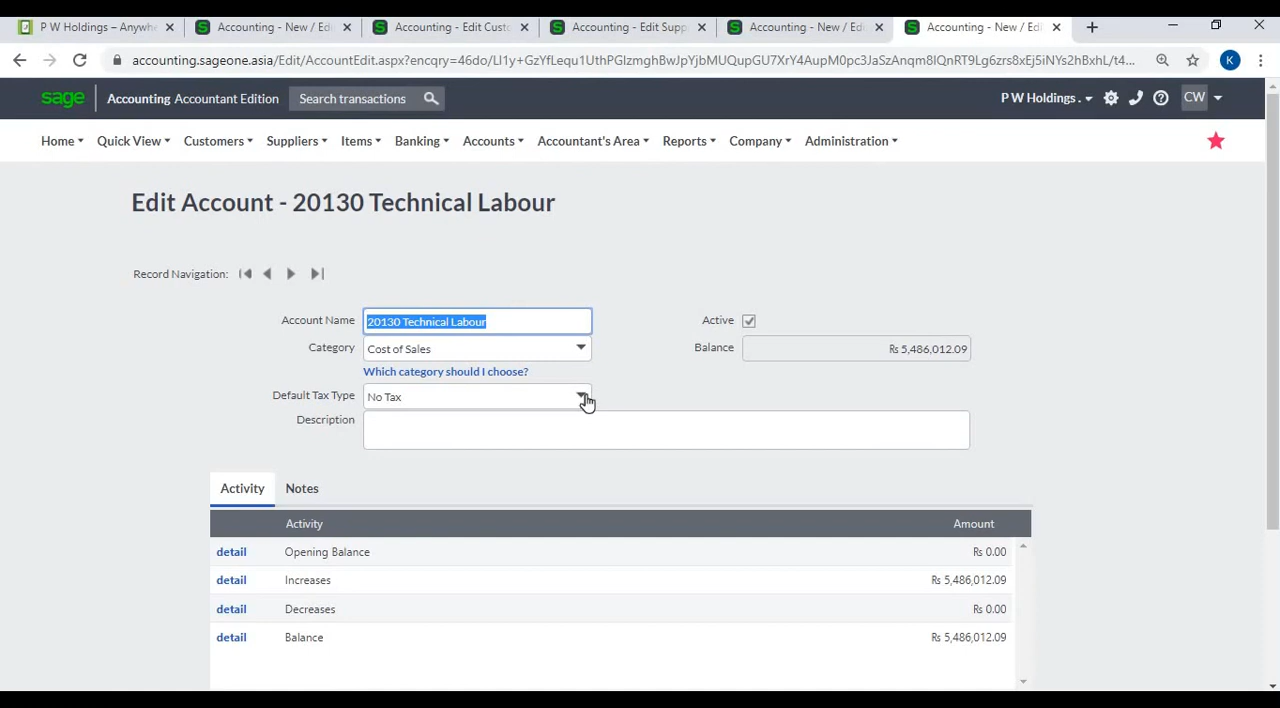 P W Holdings – Anywhe
Accounting - New / Edi
Accounting - Edit Cust
Accounting - Edit Supp
Accounting - New / Edi
Accounting - New / Edi
accounting.sageone.asia/Edit/AccountEdit.aspx?encqry=46do/LI1y+GzYfLequ1UthPGIzmghBwJpYjbMUQupGU7XrY4AupM0pc3JaSzAnqm8lQnRT9Lg6zrs8xEj5iNYs2hBxhL/t4...
K
sage Accounting Accountant Edition Search transactions P W Holdings . CW
Home Quick View Customers Suppliers Items Banking Accounts Accountant's Area Reports Company Administration
Edit Account - 20130 Technical Labour
Record Navigation:
Account Name 20130 Technical Labour Active
Category Cost of Sales Balance Rs 5,486,012.09
Which category should I choose?
Default Tax Type No Tax
Description
Activity Notes
Activity Amount
detail Opening Balance Rs 0.00
detail Increases Rs 5,486,012.09
detail Decreases Rs 0.00
detail Balance Rs 5,486,012.09